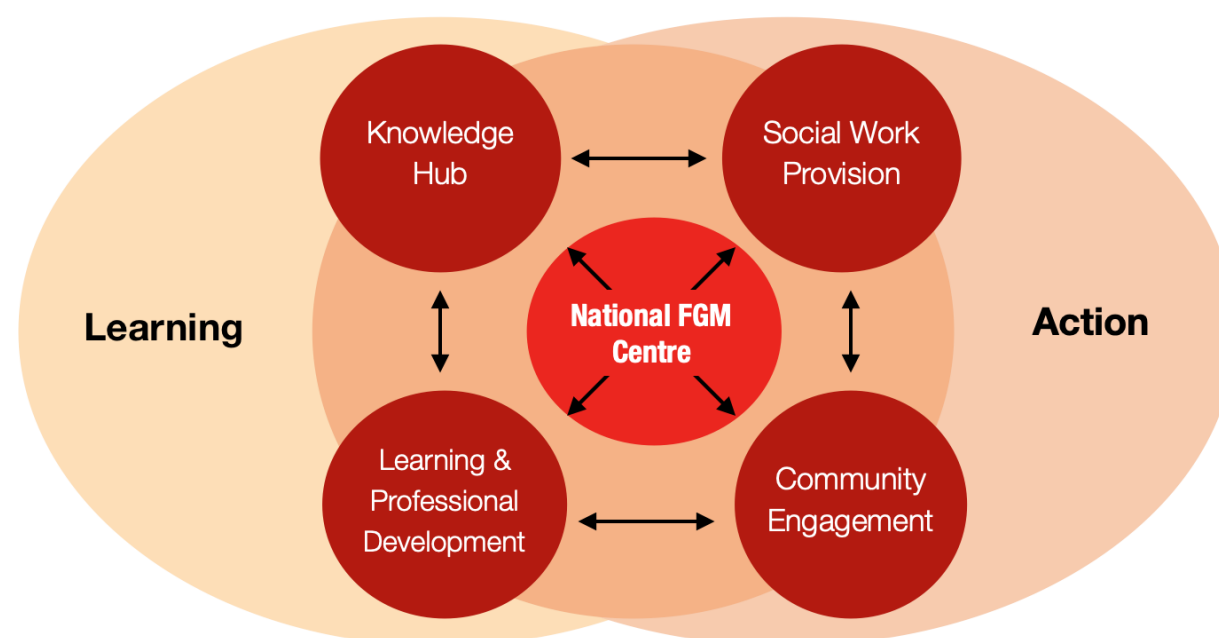 Knowledge
Hub
Social Work
Provision
Learning
National FGM
Centre
Action
Learning &
Professional
Development
Community
Engagement